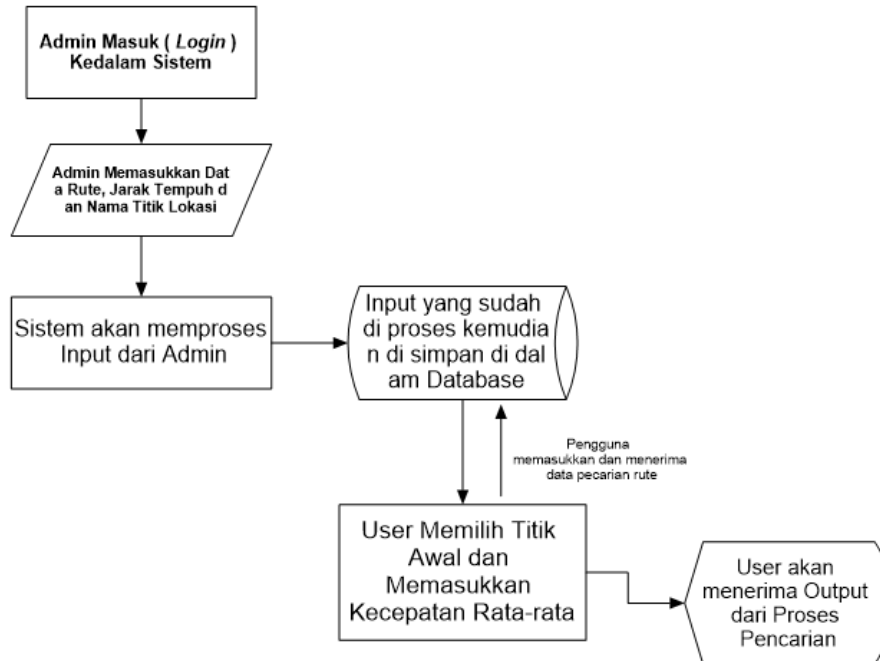 Admin Masuk ( Login )
Kedalam Sistem
Admin Memasukkan Dat
a Rute, Jarak Tempuh d
an Nama Titik Lokasi
Sistem akan memproses
Input dari Admin
Input yang sudah
di proses kemudia
n di simpan di dal
am Database
Pengguna
memasukkan dan menerima
data pecarian rute
User Memilih Titik
Awal dan
Memasukkan
Kecepatan Rata-rata
User akan
menerima Output
dari Proses
Pencarian